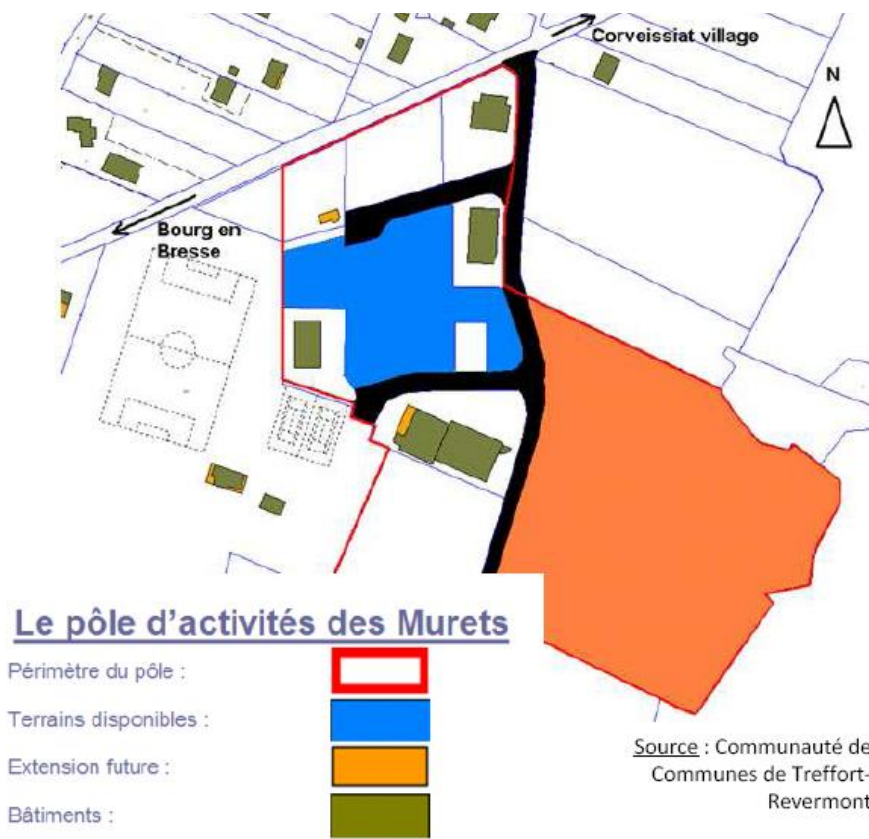 Corveissiat village
N
Bourg en
Bresse
Le pôle d'activités des Murets
Périmètre du pôle :
Terrains disponibles :
Extension future :
Bâtiments :
Source : Communauté de
Communes de Treffort-
Revermont